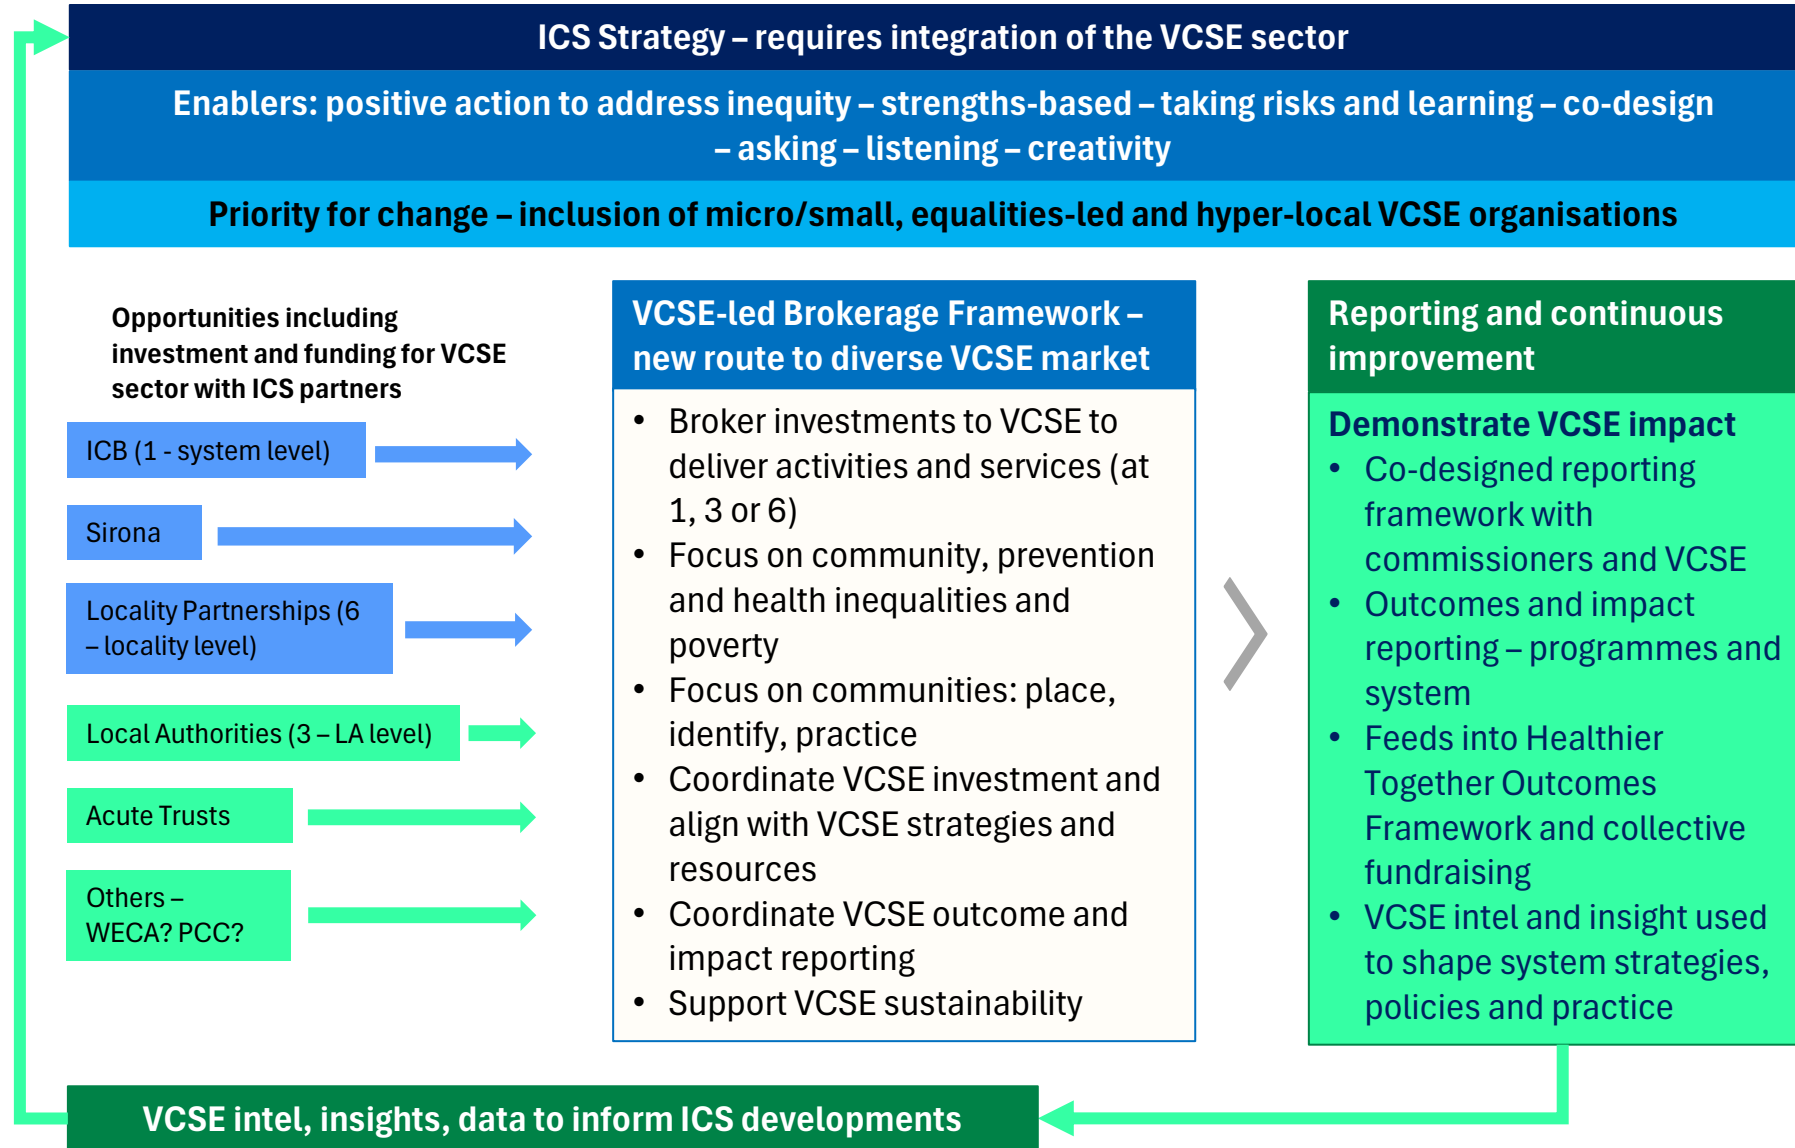 ICS Strategy – requires integration of the VCSE sector
Enablers: positive action to address inequity – strengths-based – taking risks and learning – co-design
– asking – listening – creativity
Priority for change – inclusion of micro/small, equalities-led and hyper-local VCSE organisations
Opportunities including
investment and funding for VCSE
sector with ICS partners
ICB (1 - system level)
Sirona
Locality Partnerships (6
– locality level)
Local Authorities (3 – LA level)
Acute Trusts
Others –
WECA? PCC?
VCSE-led Brokerage Framework –
new route to diverse VCSE market
• Broker investments to VCSE to
deliver activities and services (at
1, 3 or 6)
• Focus on community, prevention
and health inequalities and
poverty
• Focus on communities: place,
identify, practice
• Coordinate VCSE investment and
align with VCSE strategies and
resources
• Coordinate VCSE outcome and
impact reporting
• Support VCSE sustainability
Reporting and continuous
improvement
Demonstrate VCSE impact
• Co-designed reporting
framework with
commissioners and VCSE
• Outcomes and impact
reporting – programmes and
system
• Feeds into Healthier
Together Outcomes
Framework and collective
fundraising
• VCSE intel and insight used
to shape system strategies,
policies and practice
VCSE intel, insights, data to inform ICS developments